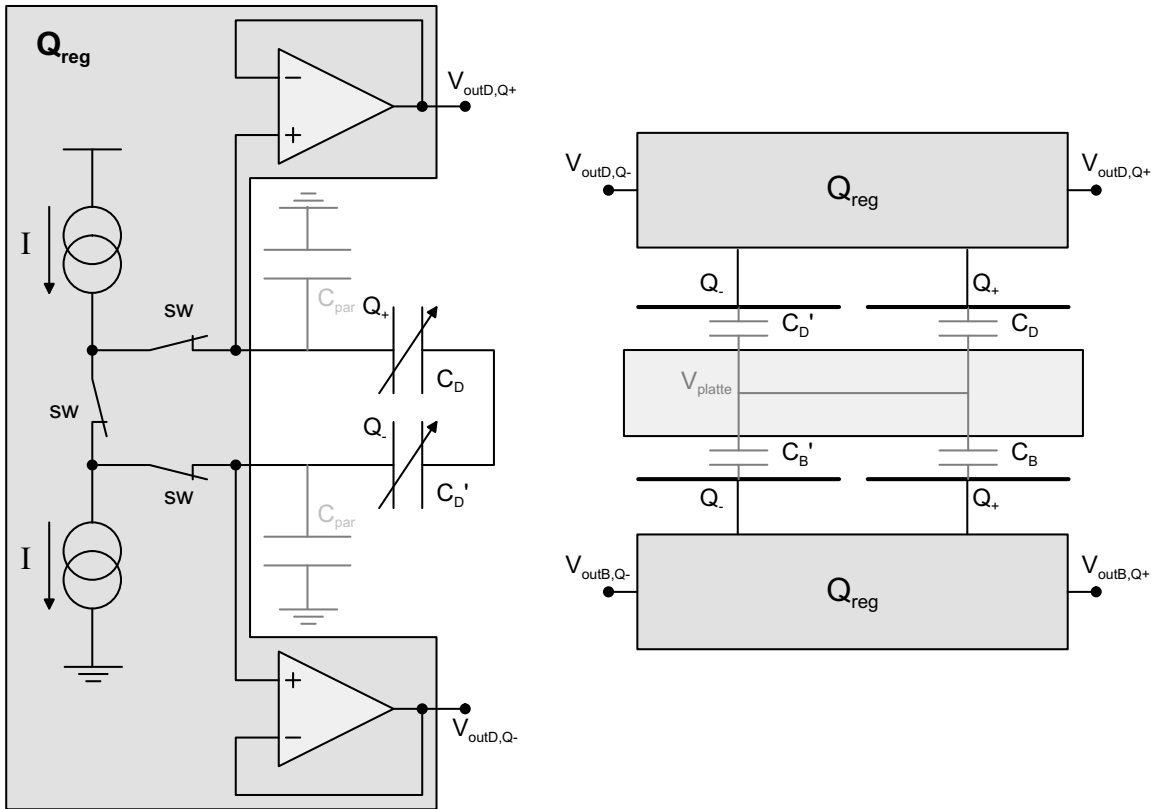 Q_reg
−
+
V_outD,Q+
I
SW
C_par
Q_+
C_D
SW
Q_-
C_D'
SW
C_par
I
+
−
V_outD,Q-
V_outD,Q-
V_outD,Q+
Q_reg
Q_-
Q_+
C_D'
C_D
V_platte
C_B'
C_B
Q_-
Q_+
V_outB,Q-
V_outB,Q+
Q_reg